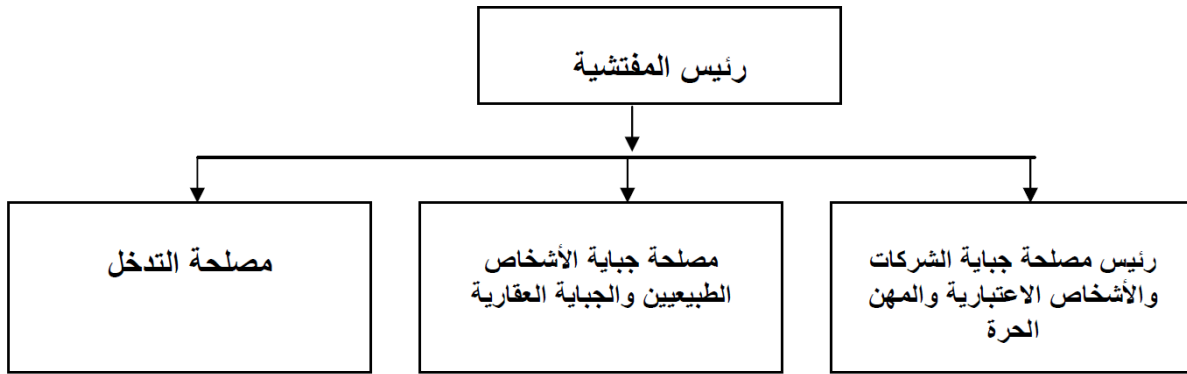 رئيس المفتشية
رئيس مصلحة جباية الشركات
والأشخاص الاعتبارية والمهن
الحرة
مصلحة جباية الأشخاص
الطبيعيين والجباية العقارية
مصلحة التدخل